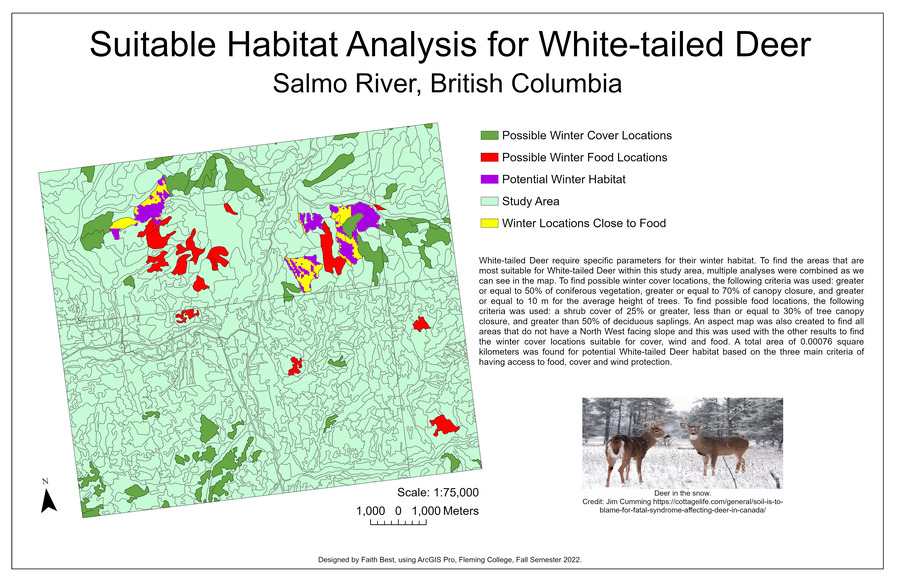 Suitable Habitat Analysis for White-tailed Deer
Salmo River, British Columbia
Possible Winter Cover Locations
Possible Winter Food Locations
Potential Winter Habitat
Study Area
Winter Locations Close to Food
White-tailed Deer require specific parameters for their winter habitat. To find the areas that are
most suitable for White-tailed Deer within this study area, multiple analyses were combined as we
can see in the map. To find possible winter cover locations, the following criteria was used: greater
or equal to 50% of coniferous vegetation, greater or equal to 70% of canopy closure, and greater
or equal to 10 m for the average height of trees. To find possible food locations, the following
criteria was used: a shrub cover of 25% or greater, less than or equal to 30% of tree canopy
closure, and greater than 50% of deciduous saplings. An aspect map was also created to find all
areas that do not have a North West facing slope and this was used with the other results to find
the winter cover locations suitable for cover, wind and food. A total area of 0.00076 square
kilometers was found for potential White-tailed Deer habitat based on the three main criteria of
having access to food, cover and wind protection.
N
Scale: 1:75,000
1,000 0 1,000 Meters
Deer in the snow.
Credit: Jim Cumming https://cottagelife.com/general/soil-is-to-
blame-for-fatal-syndrome-affecting-deer-in-canada/
Designed by Faith Best, using ArcGIS Pro, Fleming College, Fall Semester 2022.